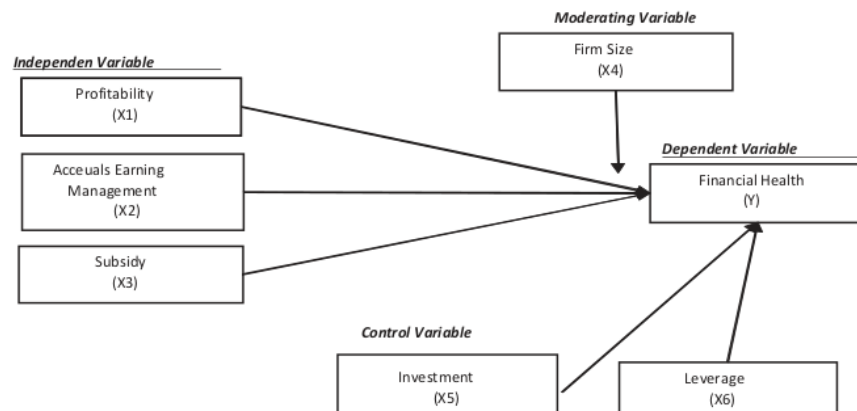 Moderating Variable
Firm Size
(X4)
Independen Variable
Profitability
(X1)
Acceuals Earning
Management
(X2)
Subsidy
(X3)
Dependent Variable
Financial Health
(Y)
Control Variable
Investment
(X5)
Leverage
(X6)